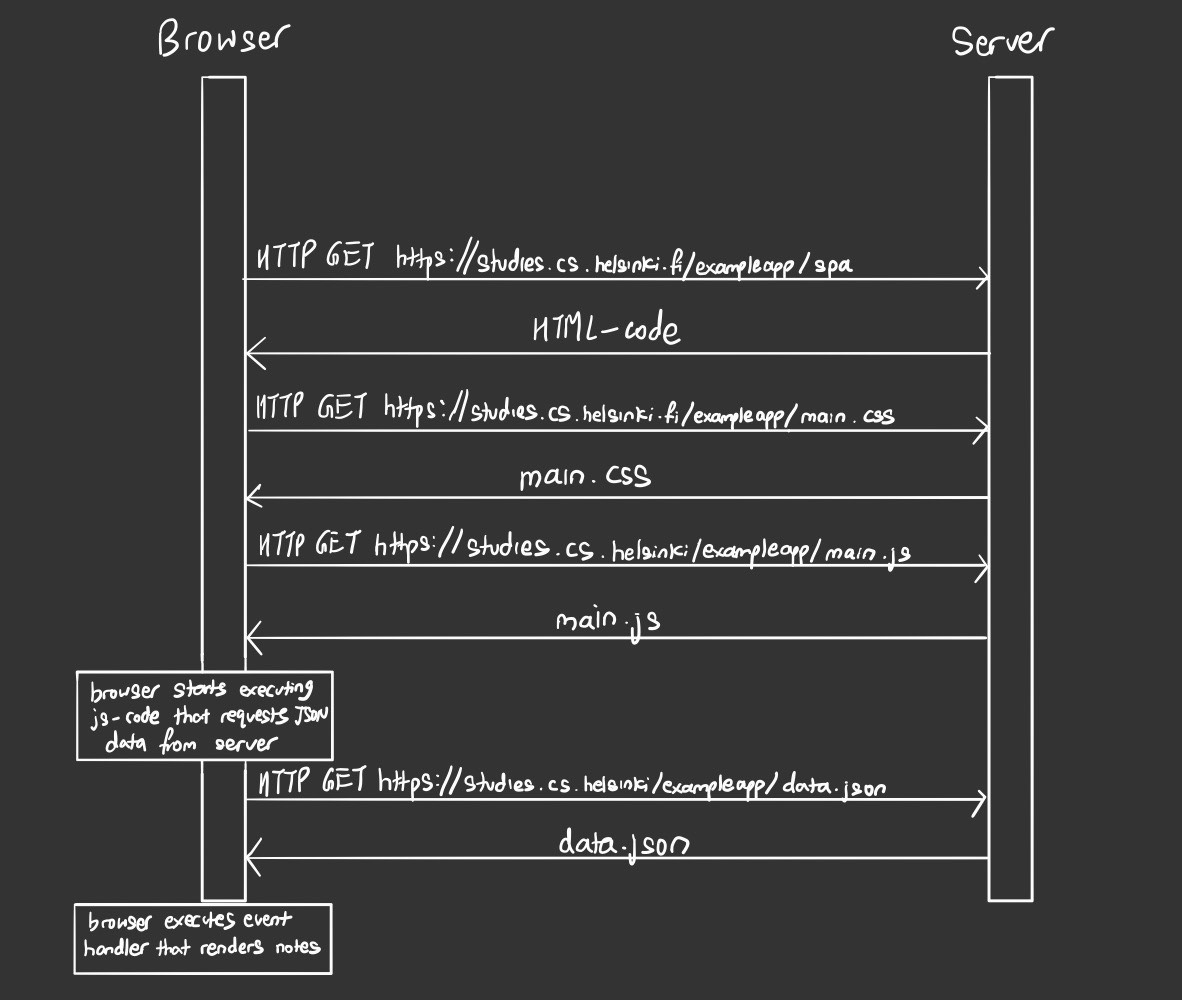 Browser
Server
HTTP GET https://studies.cs.helsinki.fi/exampleapp/spa
HTML-code
HTTP GET https://studies.cs.helsinki.fi/exampleapp/main.css
main.css
HTTP GET https://studies.cs.helsinki/exampleapp/main.js
main.js
browser starts executing
js-code that requests JSON
data from server
HTTP GET https://studies.cs.helsinki/exampleapp/data.json
data.json
browser executes event
handler that renders notes